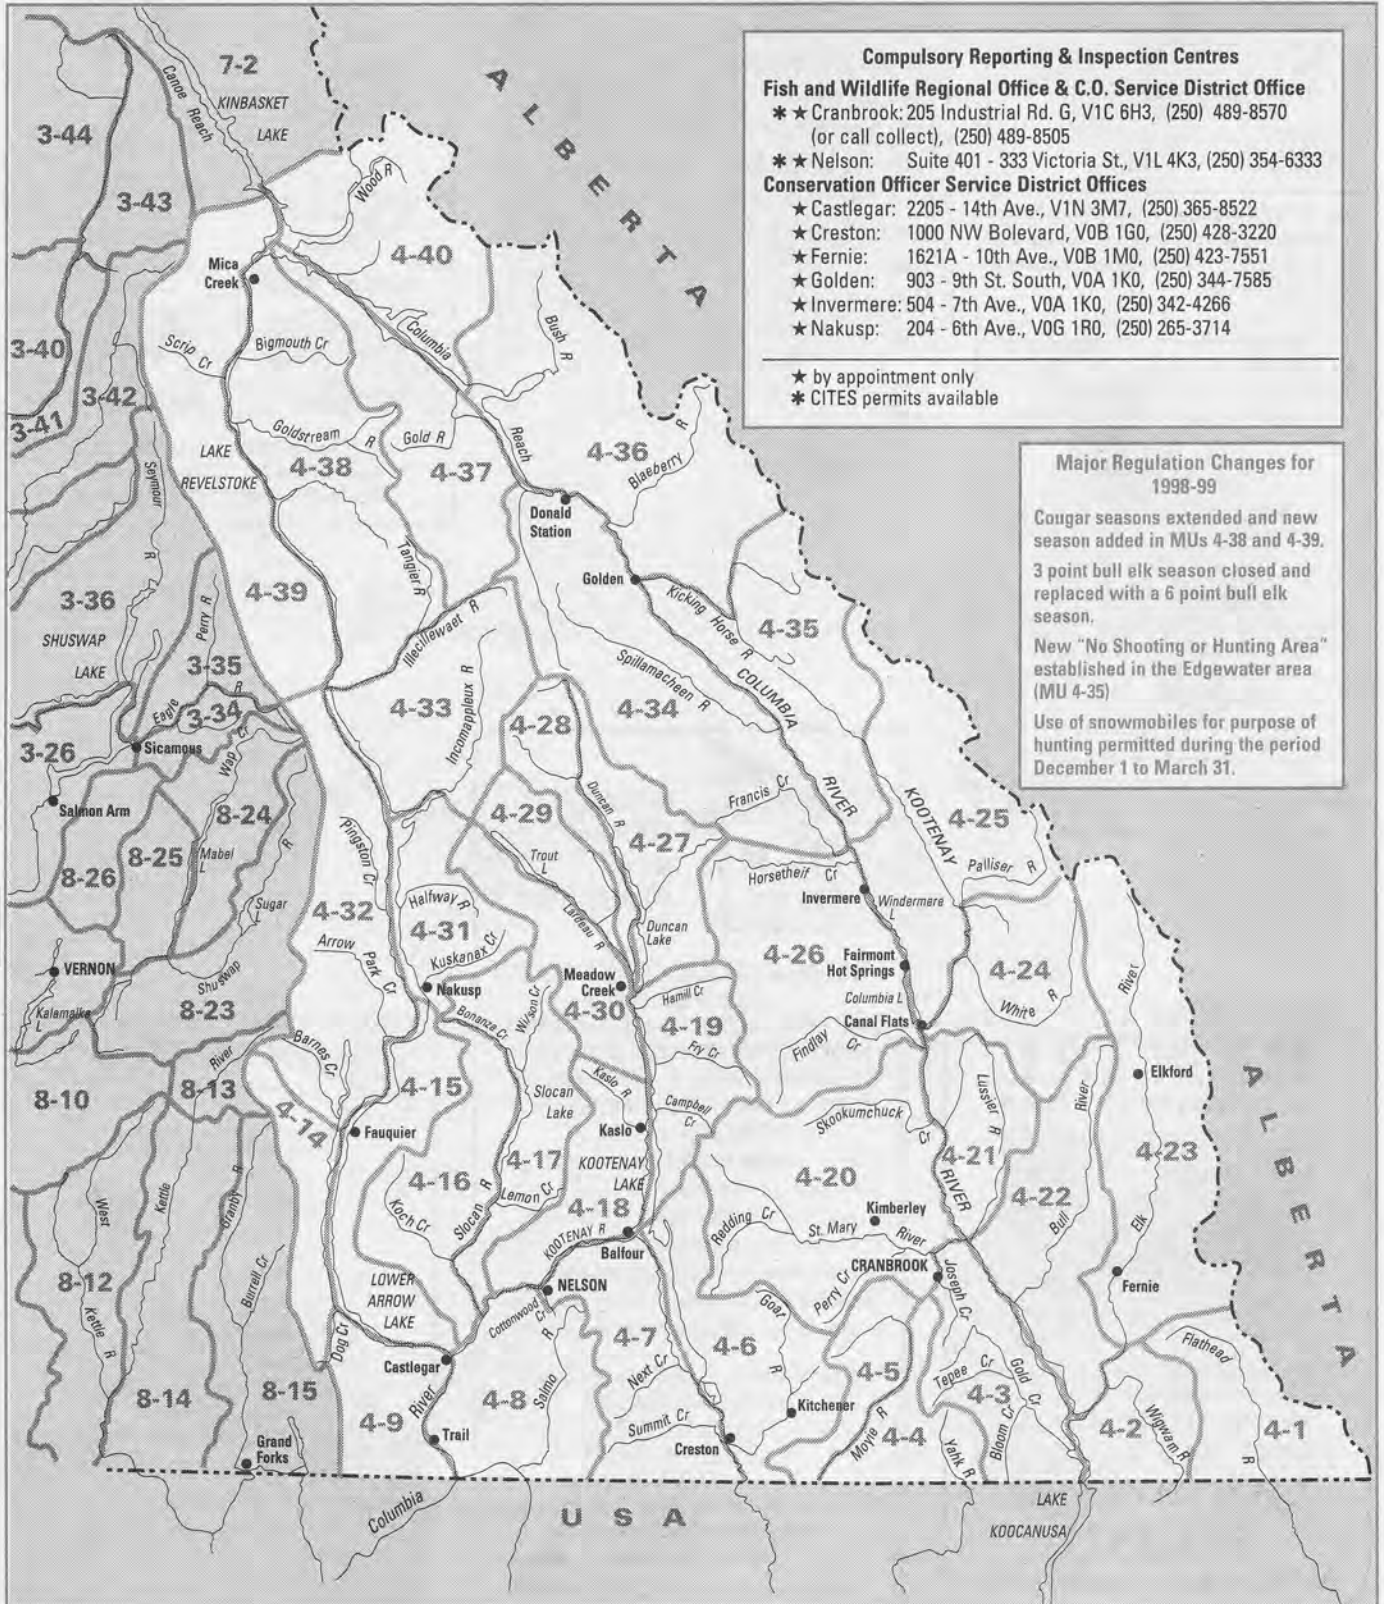 Compulsory Reporting & Inspection Centres
Fish and Wildlife Regional Office & C.O. Service District Office
✱ ★ Cranbrook: 205 Industrial Rd. G, V1C 6H3, (250) 489-8570
(or call collect), (250) 489-8505
✱ ★ Nelson: Suite 401 - 333 Victoria St., V1L 4K3, (250) 354-6333
Conservation Officer Service District Offices
★ Castlegar: 2205 - 14th Ave., V1N 3M7, (250) 365-8522
★ Creston: 1000 NW Bolevard, V0B 1G0, (250) 428-3220
★ Fernie: 1621A - 10th Ave., V0B 1M0, (250) 423-7551
★ Golden: 903 - 9th St. South, V0A 1K0, (250) 344-7585
★ Invermere: 504 - 7th Ave., V0A 1K0, (250) 342-4266
★ Nakusp: 204 - 6th Ave., V0G 1R0, (250) 265-3714
★ by appointment only
✱ CITES permits available
Major Regulation Changes for
1998-99
Cougar seasons extended and new
season added in MUs 4-38 and 4-39.
3 point bull elk season closed and
replaced with a 6 point bull elk
season.
New "No Shooting or Hunting Area"
established in the Edgewater area
(MU 4-35)
Use of snowmobiles for purpose of
hunting permitted during the period
December 1 to March 31.
ALBERTA
7-2
Canoe Reach
KINBASKET
LAKE
3-44
3-43
Wood R
4-40
Mica
Creek
3-40
3-42
3-41
Scrip Cr
Bigmouth Cr
Columbia
Reach
Bush R
Goldstream R
Gold R
LAKE
REVELSTOKE
4-38
4-37
4-36
Blaeberry R
Seymour R
Donald
Station
Tangier R
Golden
4-39
3-36
Perry R
SHUSWAP
LAKE
3-35
Illecillewaet R
Kicking Horse R
4-35
Spillamacheen R
COLUMBIA
RIVER
Eagle R
3-34
4-33
Incomappleux R
4-28
4-34
3-26
Sicamous
Wap Cr
Salmon Arm
8-24
8-25
8-26
Mabel
L
Sugar
L
R
Pingston Cr
4-29
Duncan R
Trout
L
4-27
Francis Cr
KOOTENAY
4-25
Palliser R
Horsetheif Cr
Invermere
Windermere
L
4-32
Halfway R
4-31
Lardeau R
Duncan
Lake
Arrow Park Cr
Kuskanax Cr
4-26
Fairmont
Hot Springs
4-24
White R
River
VERNON
Shuswap
Nakusp
Meadow
Creek
Wilson Cr
4-30
Hamill Cr
Columbia L
Kalamalka
L
8-23
Bonanza Cr
4-19
Canal Flats
Fry Cr
Findlay
Cr
Barnes Cr
River
8-10
8-13
4-15
Slocan
Lake
Kaslo R
Campbell
Cr
Lussier R
River
Elkford
Skookumchuck
Cr
4-14
Fauquier
Kaslo
4-17
KOOTENAY
LAKE
4-21
4-23
4-16
Lemon Cr
4-20
RIVER
4-22
West
Kettle
Granby R
Koch Cr
Slocan R
4-18
Kimberley
Redding Cr
St. Mary
River
Bull
Elk
KOOTENAY R
Balfour
ALBERTA
8-12
Burrell Cr
LOWER
ARROW
LAKE
NELSON
CRANBROOK
Perry Cr
Joseph Cr
Fernie
Kettle R
Cottonwood
Cr
R
Goat
R
Dog Cr
4-7
4-6
Flathead
R
Castlegar
Next Cr
4-5
Tepee Cr
Gold Cr
8-14
8-15
4-8
Salmo
4-3
River
Kitchener
4-9
Summit Cr
Moyie R
4-4
Yahk R
Bloom Cr
4-2
Wigwam R
4-1
Trail
Creston
Grand
Forks
Columbia
USA
LAKE
KOOCANUSA